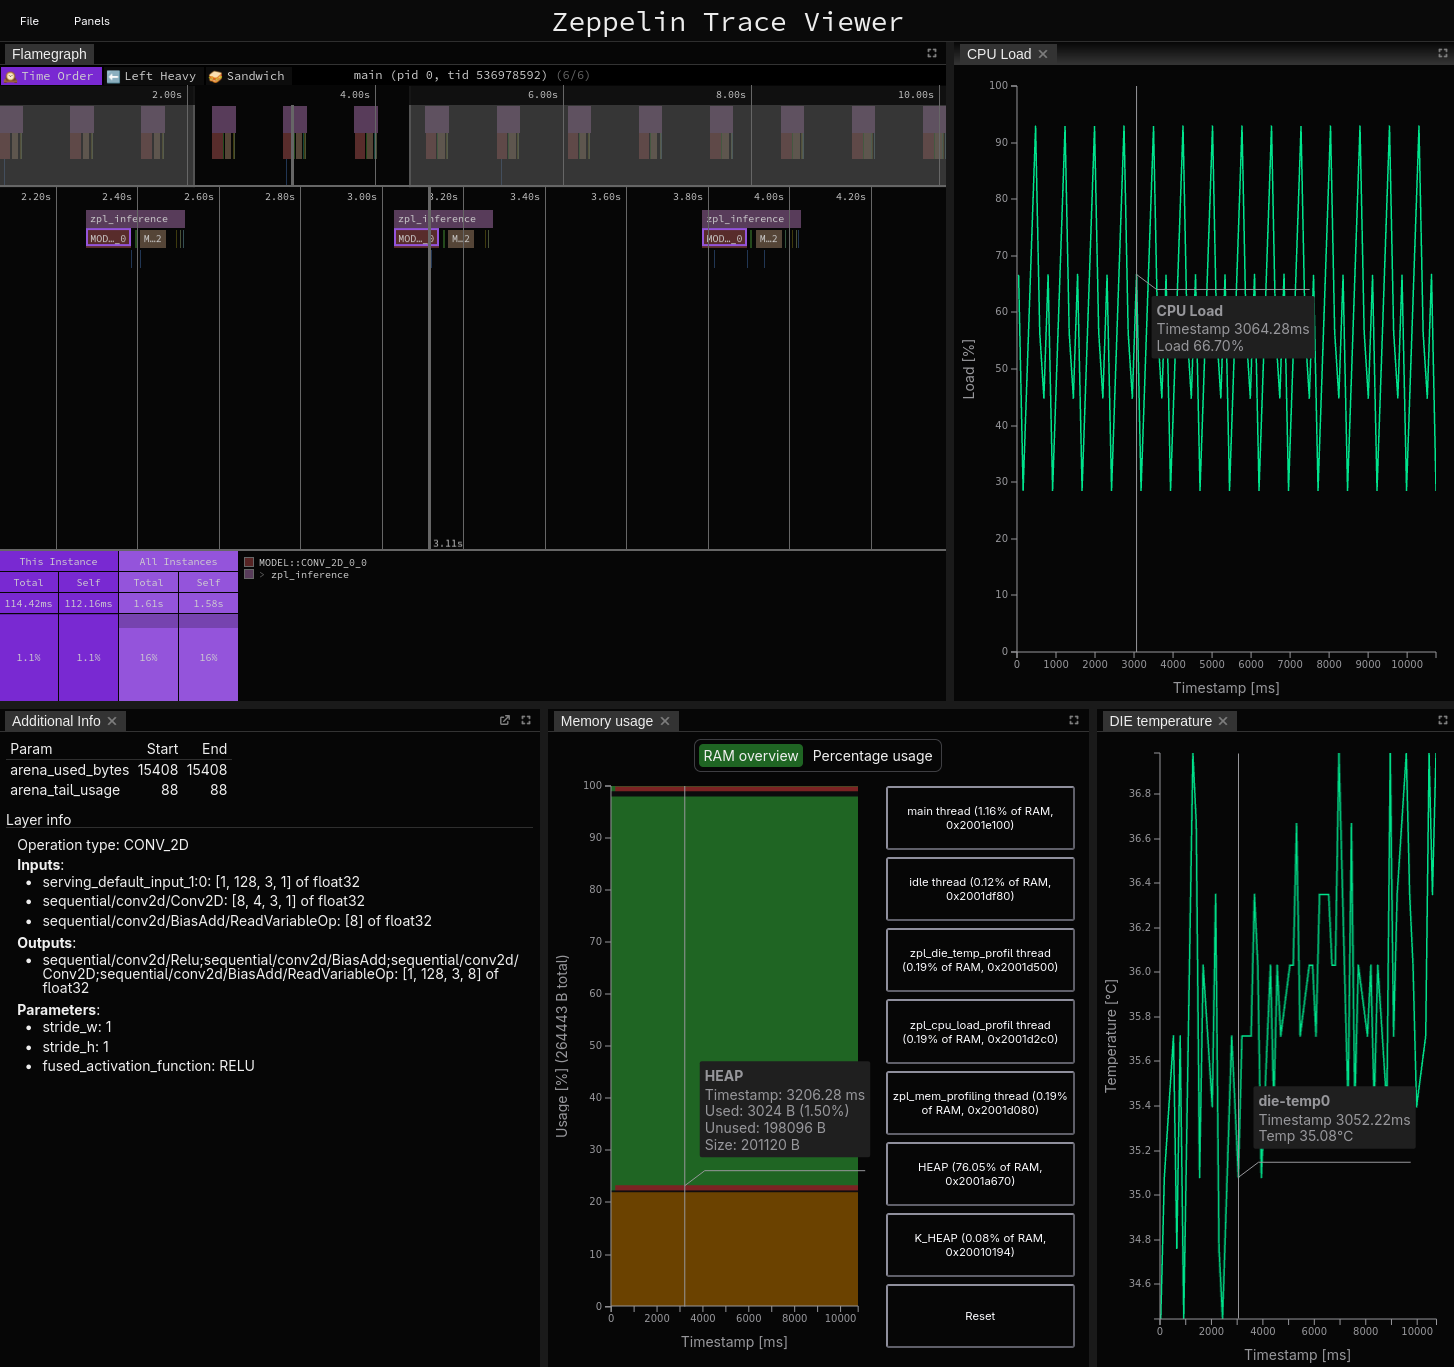 File Panels Zeppelin Trace Viewer
Flamegraph
Time Order Left Heavy Sandwich main (pid 0, tid 536978592) (6/6)
2.00s 4.00s 6.00s 8.00s 10.00s
2.20s 2.40s 2.60s 2.80s 3.00s 3.20s 3.40s 3.60s 3.80s 4.00s 4.20s
zpl_inference zpl_inference zpl_inference
MOD…_0 M…2 MOD…_0 M…2 MOD…_0 M…2
3.11s
This Instance All Instances
Total Self Total Self
114.42ms 112.16ms 1.61s 1.58s
1.1% 1.1% 16% 16%
MODEL::CONV_2D_0_0
> zpl_inference
CPU Load
100
90
80
70
60
50
40
30
20
10
0
Load [%]
CPU Load
Timestamp 3064.28ms
Load 66.70%
0 1000 2000 3000 4000 5000 6000 7000 8000 9000 10000
Timestamp [ms]
Additional Info
Param Start End
arena_used_bytes 15408 15408
arena_tail_usage 88 88
Layer info
Operation type: CONV_2D
Inputs:
• serving_default_input_1:0: [1, 128, 3, 1] of float32
• sequential/conv2d/Conv2D: [8, 4, 3, 1] of float32
• sequential/conv2d/BiasAdd/ReadVariableOp: [8] of float32
Outputs:
• sequential/conv2d/Relu;sequential/conv2d/BiasAdd;sequential/conv2d/
Conv2D;sequential/conv2d/BiasAdd/ReadVariableOp: [1, 128, 3, 8] of
float32
Parameters:
• stride_w: 1
• stride_h: 1
• fused_activation_function: RELU
Memory usage
RAM overview Percentage usage
100
90
80
70
60
50
40
30
20
10
0
Usage [%] (264443 B total)
HEAP
Timestamp: 3206.28 ms
Used: 3024 B (1.50%)
Unused: 198096 B
Size: 201120 B
0 2000 4000 6000 8000 10000
Timestamp [ms]
main thread (1.16% of RAM,
0x2001e100)
idle thread (0.12% of RAM,
0x2001df80)
zpl_die_temp_profil thread
(0.19% of RAM, 0x2001d500)
zpl_cpu_load_profil thread
(0.19% of RAM, 0x2001d2c0)
zpl_mem_profiling thread (0.19%
of RAM, 0x2001d080)
HEAP (76.05% of RAM,
0x2001a670)
K_HEAP (0.08% of RAM,
0x20010194)
Reset
DIE temperature
36.8
36.6
36.4
36.2
36.0
35.8
35.6
35.4
35.2
35.0
34.8
34.6
Temperature [°C]
die-temp0
Timestamp 3052.22ms
Temp 35.08°C
0 2000 4000 6000 8000 10000
Timestamp [ms]